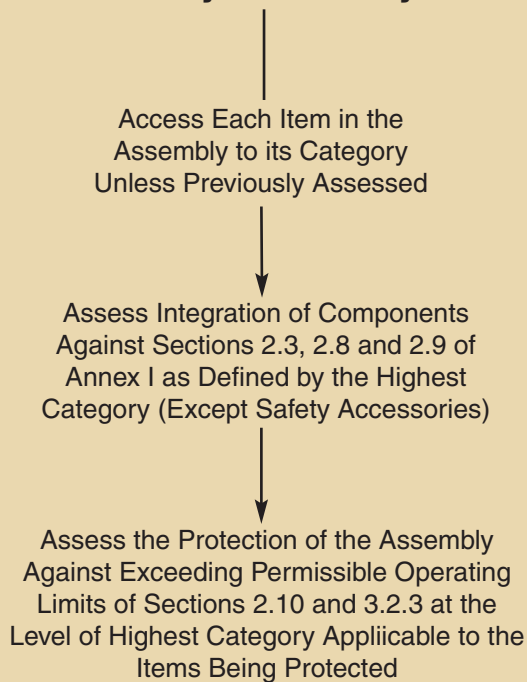 Access Each Item in the
Assembly to its Category
Unless Previously Assessed
Assess Integration of Components
Against Sections 2.3, 2.8 and 2.9 of
Annex I as Defined by the Highest
Category (Except Safety Accessories)
Assess the Protection of the Assembly
Against Exceeding Permissible Operating
Limits of Sections 2.10 and 3.2.3 at the
Level of Highest Category Appliicable to the
Items Being Protected